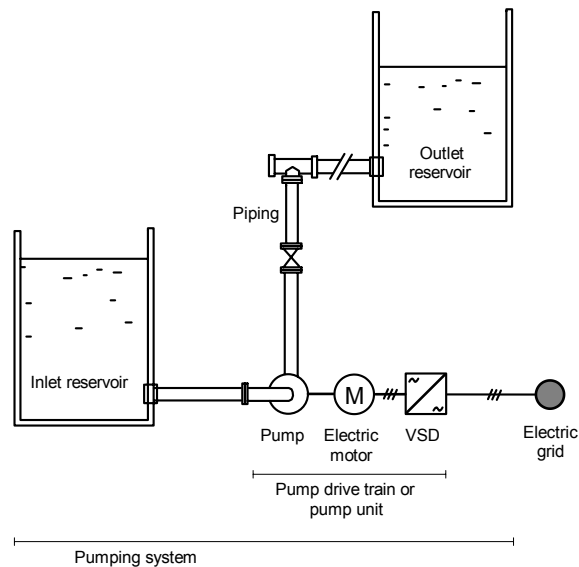 Outlet
reservoir
Piping
Inlet reservoir
M
~
~
Pump
Electric
motor
VSD
Electric
grid
Pump drive train or
pump unit
Pumping system